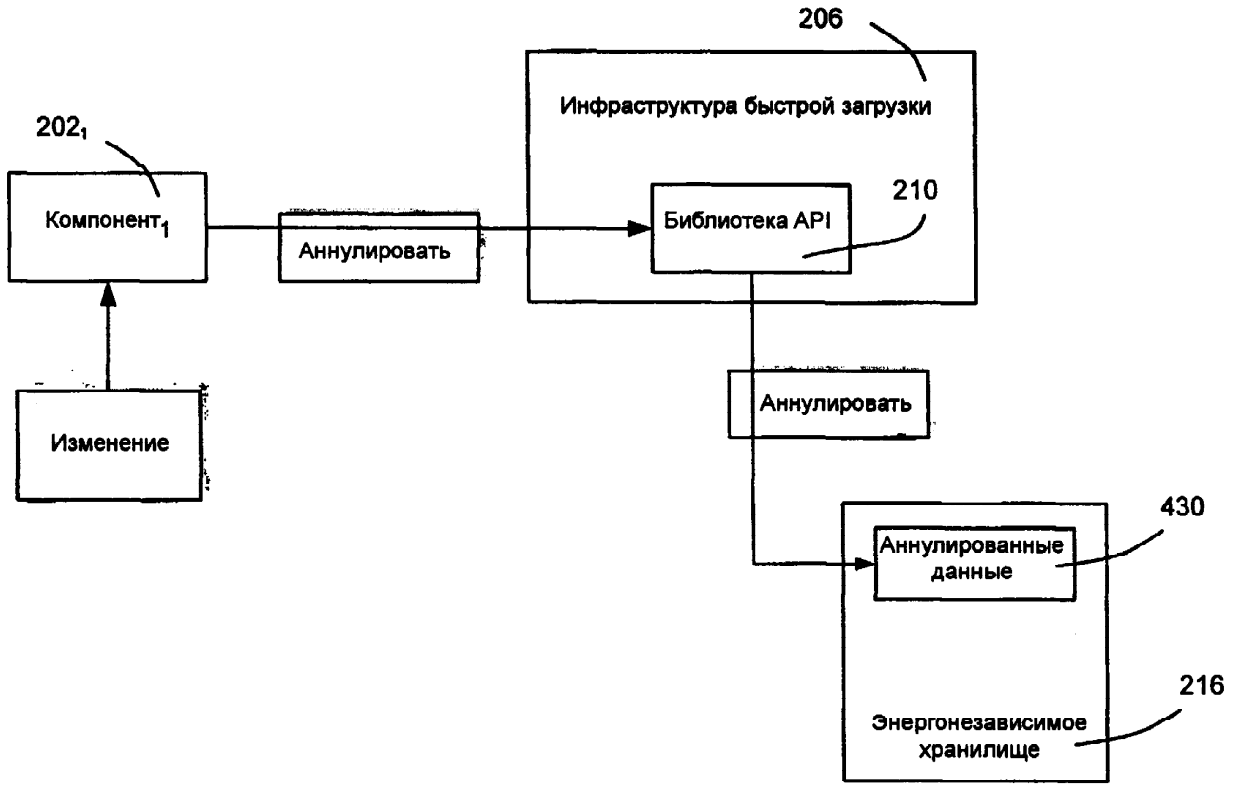 206
Инфраструктура быстрой загрузки
202₁
Компонент₁
210
Библиотека API
Аннулировать
Аннулировать
Изменение
430
Аннулированные
данные
216
Энергонезависимое
хранилище